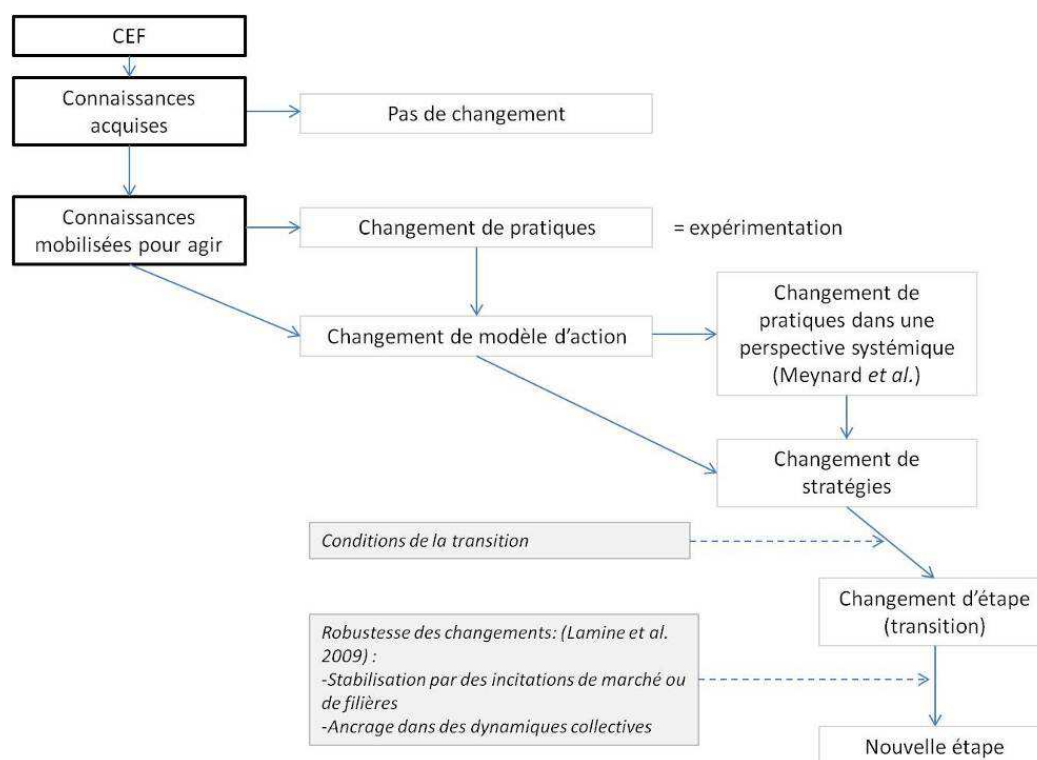 CEF
Connaissances
acquises
Pas de changement
Connaissances
mobilisées pour agir
Changement de pratiques
= expérimentation
Changement de modèle d'action
Changement de
pratiques dans une
perspective systémique
(Meynard et al.)
Changement de
stratégies
Conditions de la transition
Changement d'étape
(transition)
Robustesse des changements: (Lamine et al.
2009) :
-Stabilisation par des incitations de marché ou
de filières
-Ancrage dans des dynamiques collectives
Nouvelle étape